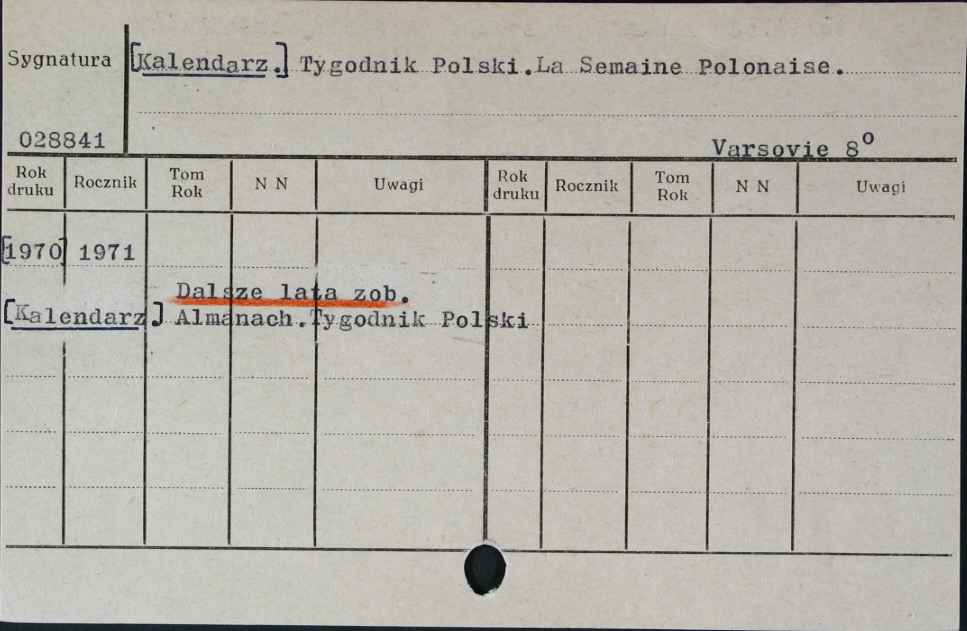 Sygnatura [Kalendarz.] Tygodnik Polski.La Semaine Polonaise.
028841 Varsovie 8º
Rok druku Rocznik Tom Rok N N Uwagi Rok druku Rocznik Tom Rok N N Uwagi
[1970] 1971
Dalsze lata zob.
[Kalendarz] Almanach.Tygodnik Polski